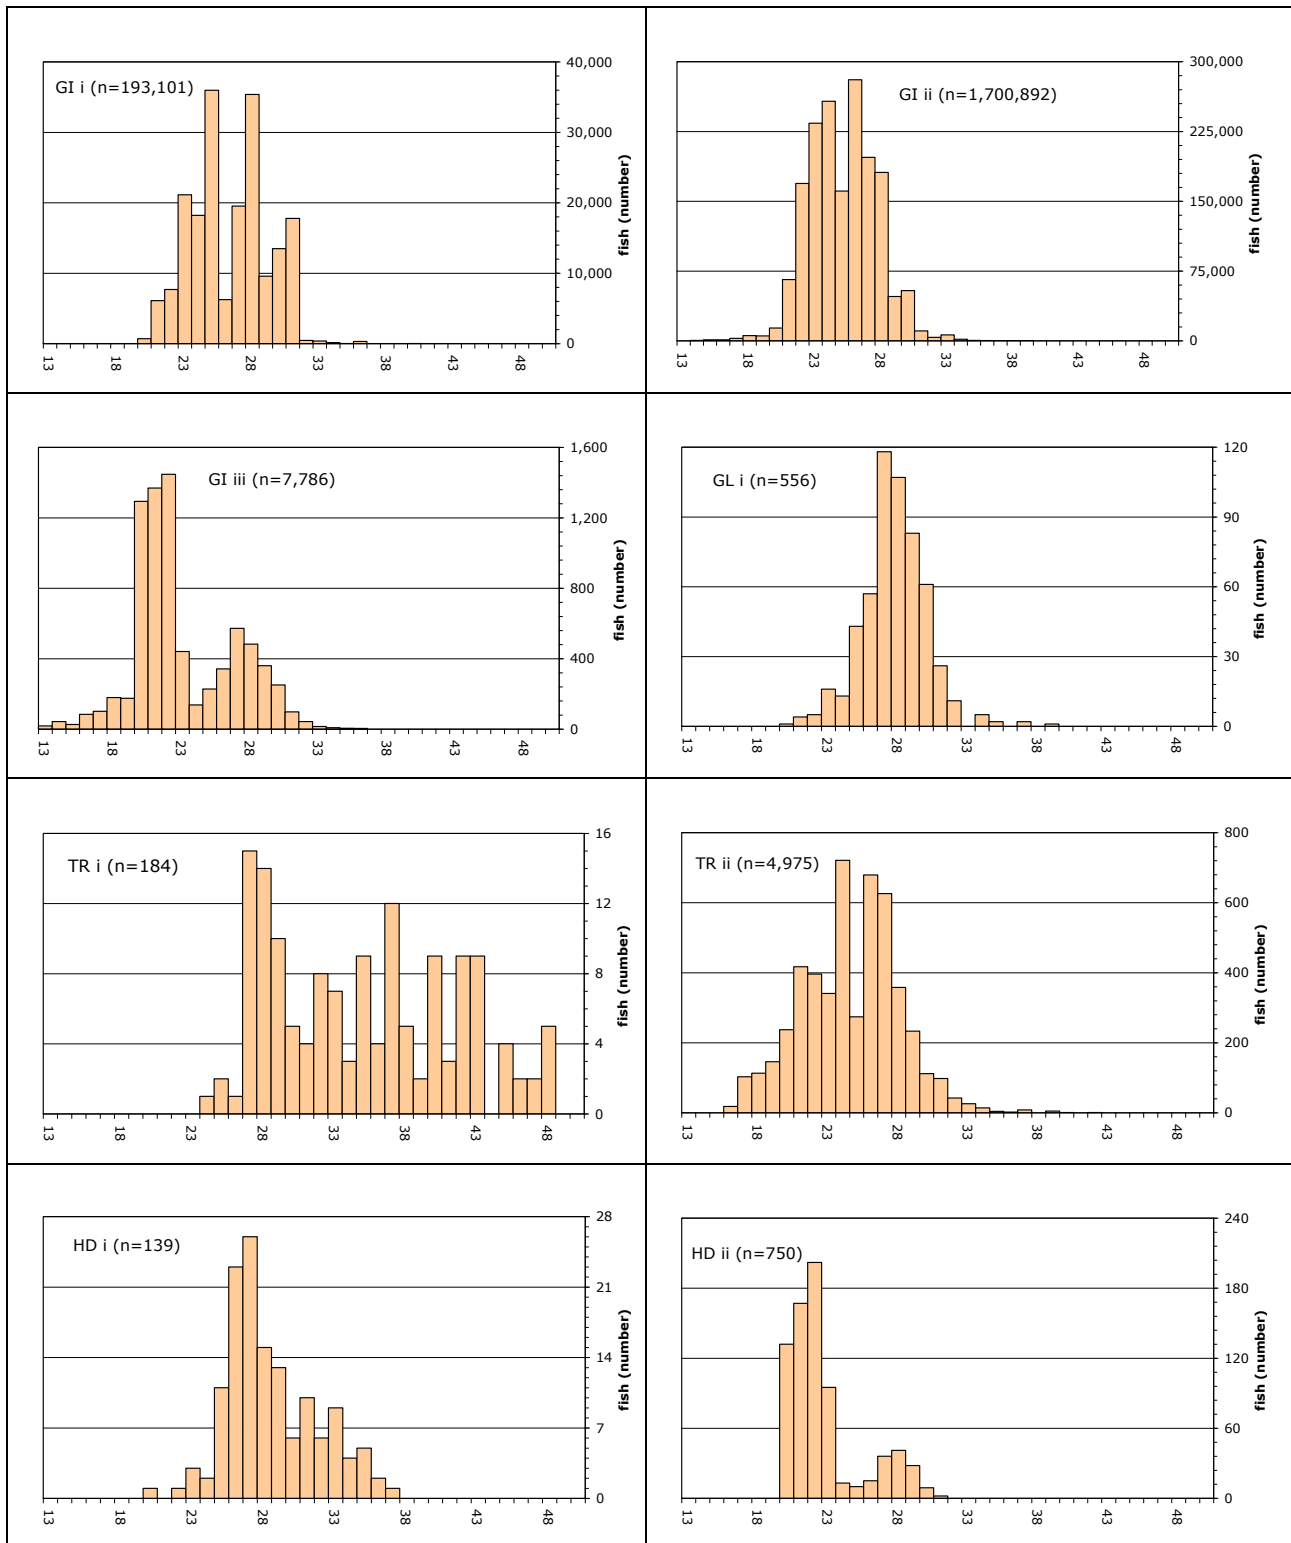 GI i (n=193,101)
40,000
30,000
20,000
10,000
0
fish (number)
13 18 23 28 33 38 43 48
GI ii (n=1,700,892)
300,000
225,000
150,000
75,000
0
fish (number)
13 18 23 28 33 38 43 48
GI iii (n=7,786)
1,600
1,200
800
400
0
fish (number)
13 18 23 28 33 38 43 48
GL i (n=556)
120
90
60
30
0
fish (number)
13 18 23 28 33 38 43 48
TR i (n=184)
16
12
8
4
0
fish (number)
13 18 23 28 33 38 43 48
TR ii (n=4,975)
800
600
400
200
0
fish (number)
13 18 23 28 33 38 43 48
HD i (n=139)
28
21
14
7
0
fish (number)
13 18 23 28 33 38 43 48
HD ii (n=750)
240
180
120
60
0
fish (number)
13 18 23 28 33 38 43 48